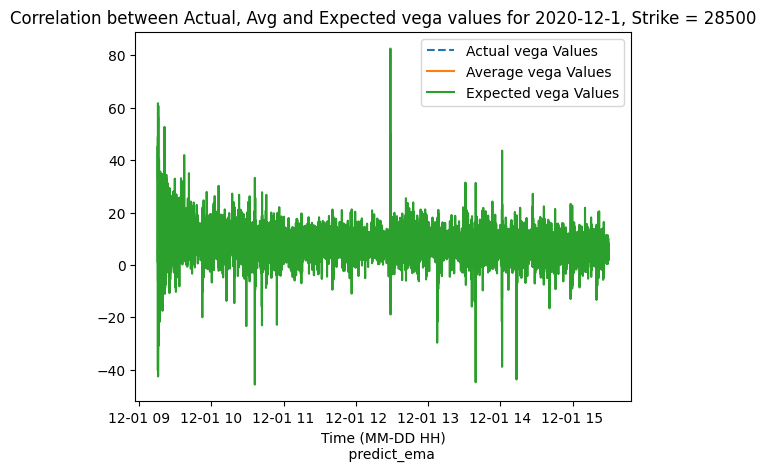 Correlation between Actual, Avg and Expected vega values for 2020-12-1, Strike = 28500
Actual vega Values
Average vega Values
Expected vega Values
80
60
40
20
0
−20
−40
12-01 09 12-01 10 12-01 11 12-01 12 12-01 13 12-01 14 12-01 15
Time (MM-DD HH)
predict_ema